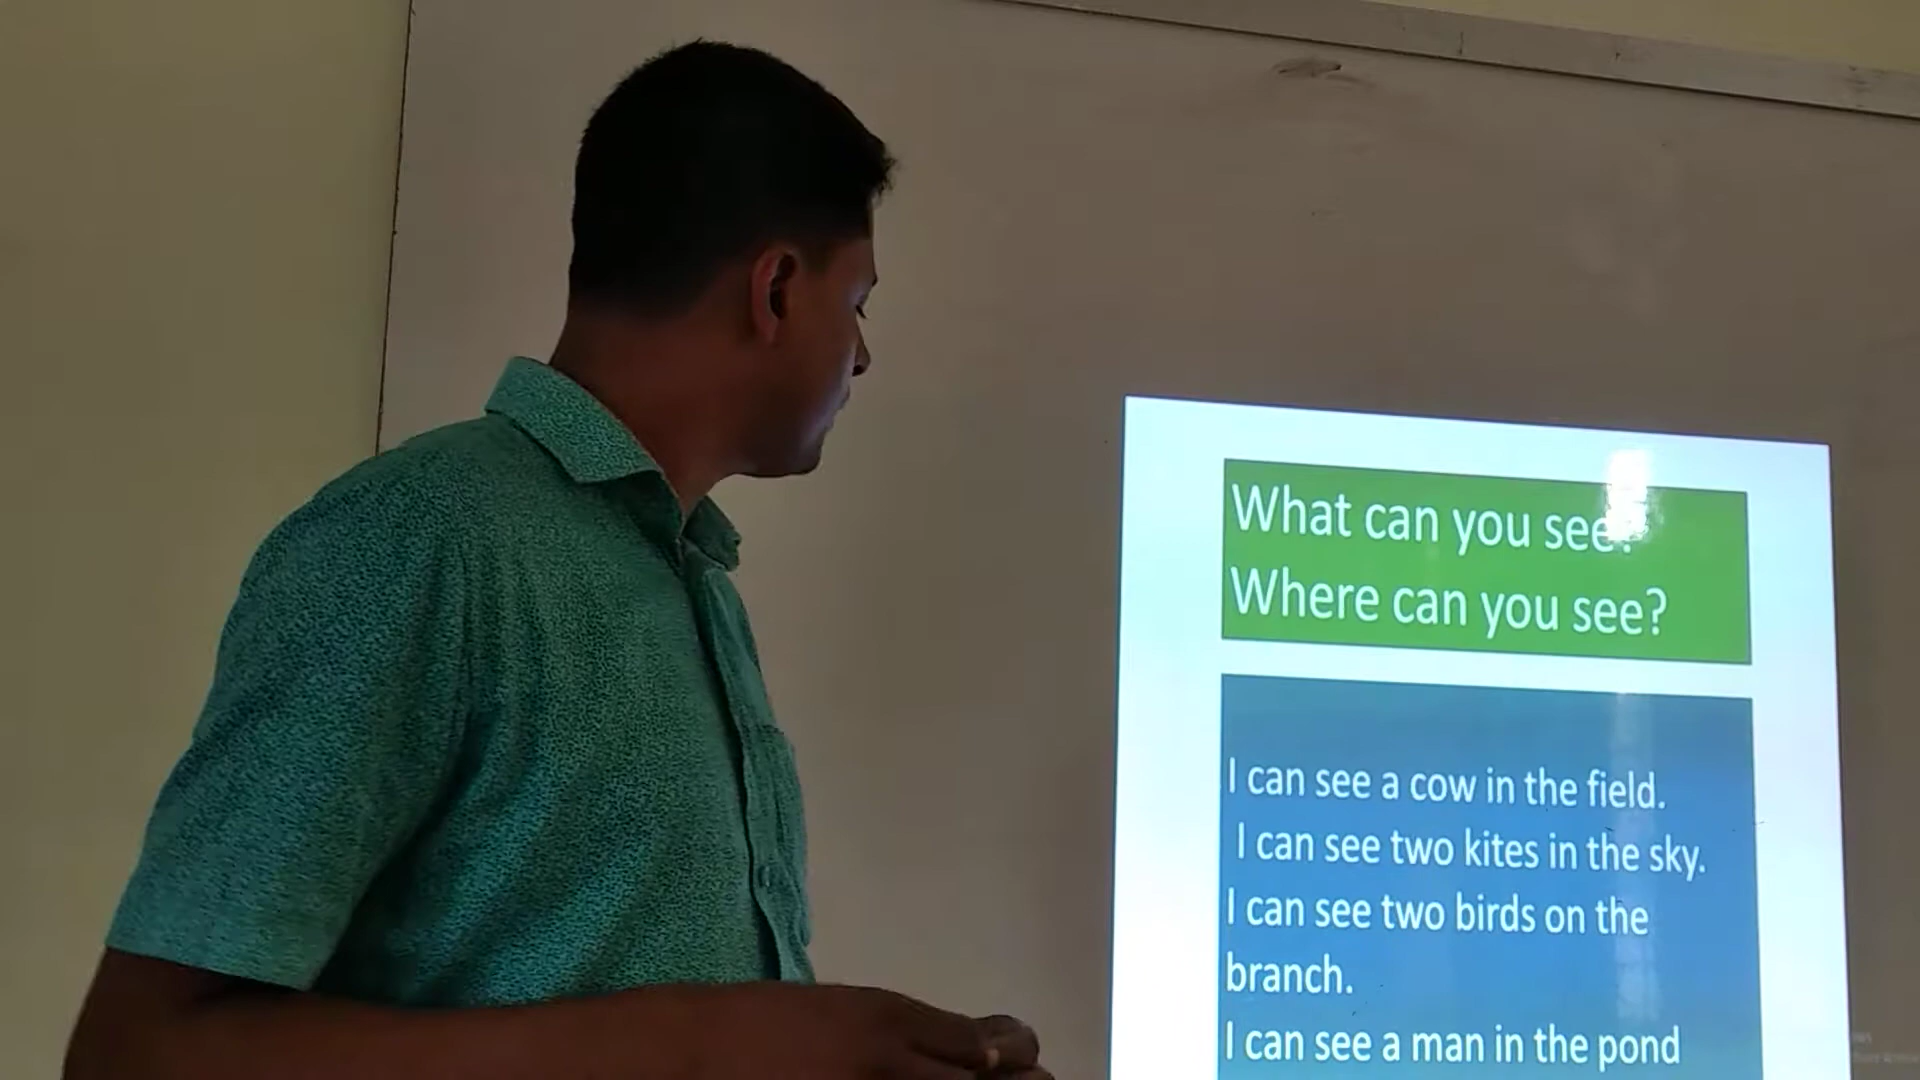 What can you see?
Where can you see?
I can see a cow in the field.
I can see two kites in the sky.
I can see two birds on the
branch.
I can see a man in the pond